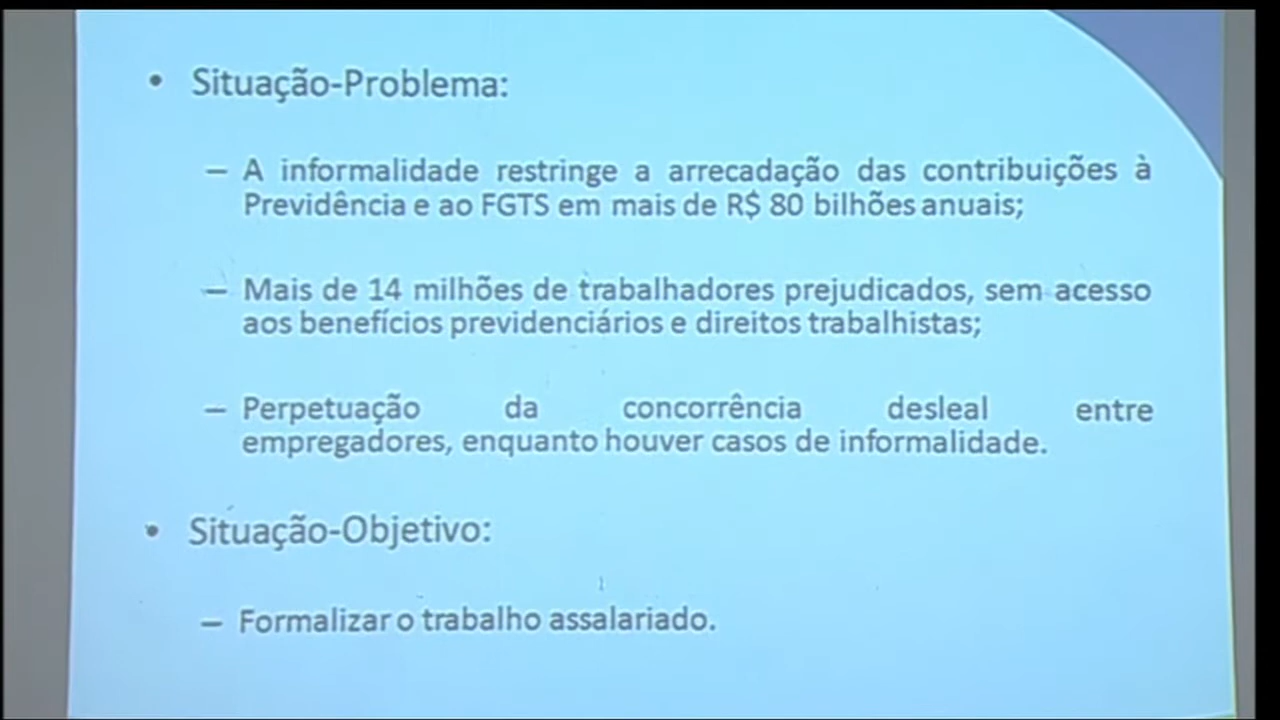 • Situação-Problema:
– A informalidade restringe a arrecadação das contribuições à
Previdência e ao FGTS em mais de R$ 80 bilhões anuais;
– Mais de 14 milhões de trabalhadores prejudicados, sem acesso
aos benefícios previdenciários e direitos trabalhistas;
– Perpetuação da concorrência desleal entre
empregadores, enquanto houver casos de informalidade.
• Situação-Objetivo:
– Formalizar o trabalho assalariado.